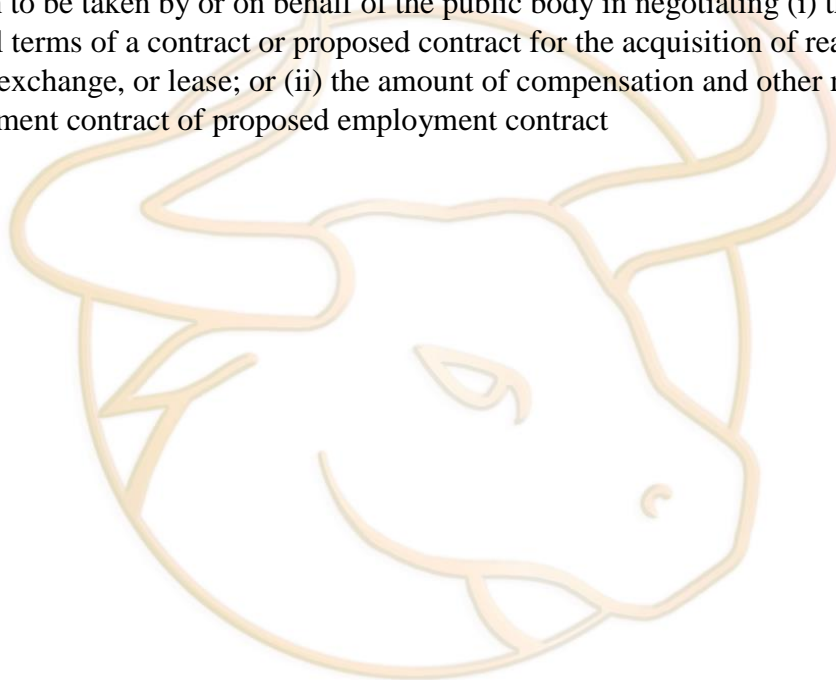 to be taken by or on behalf of the public body in negotiating (i)
terms of a contract or proposed contract for the acquisition of
exchange, or lease; or (ii) the amount of compensation and other
contract of proposed employment contract